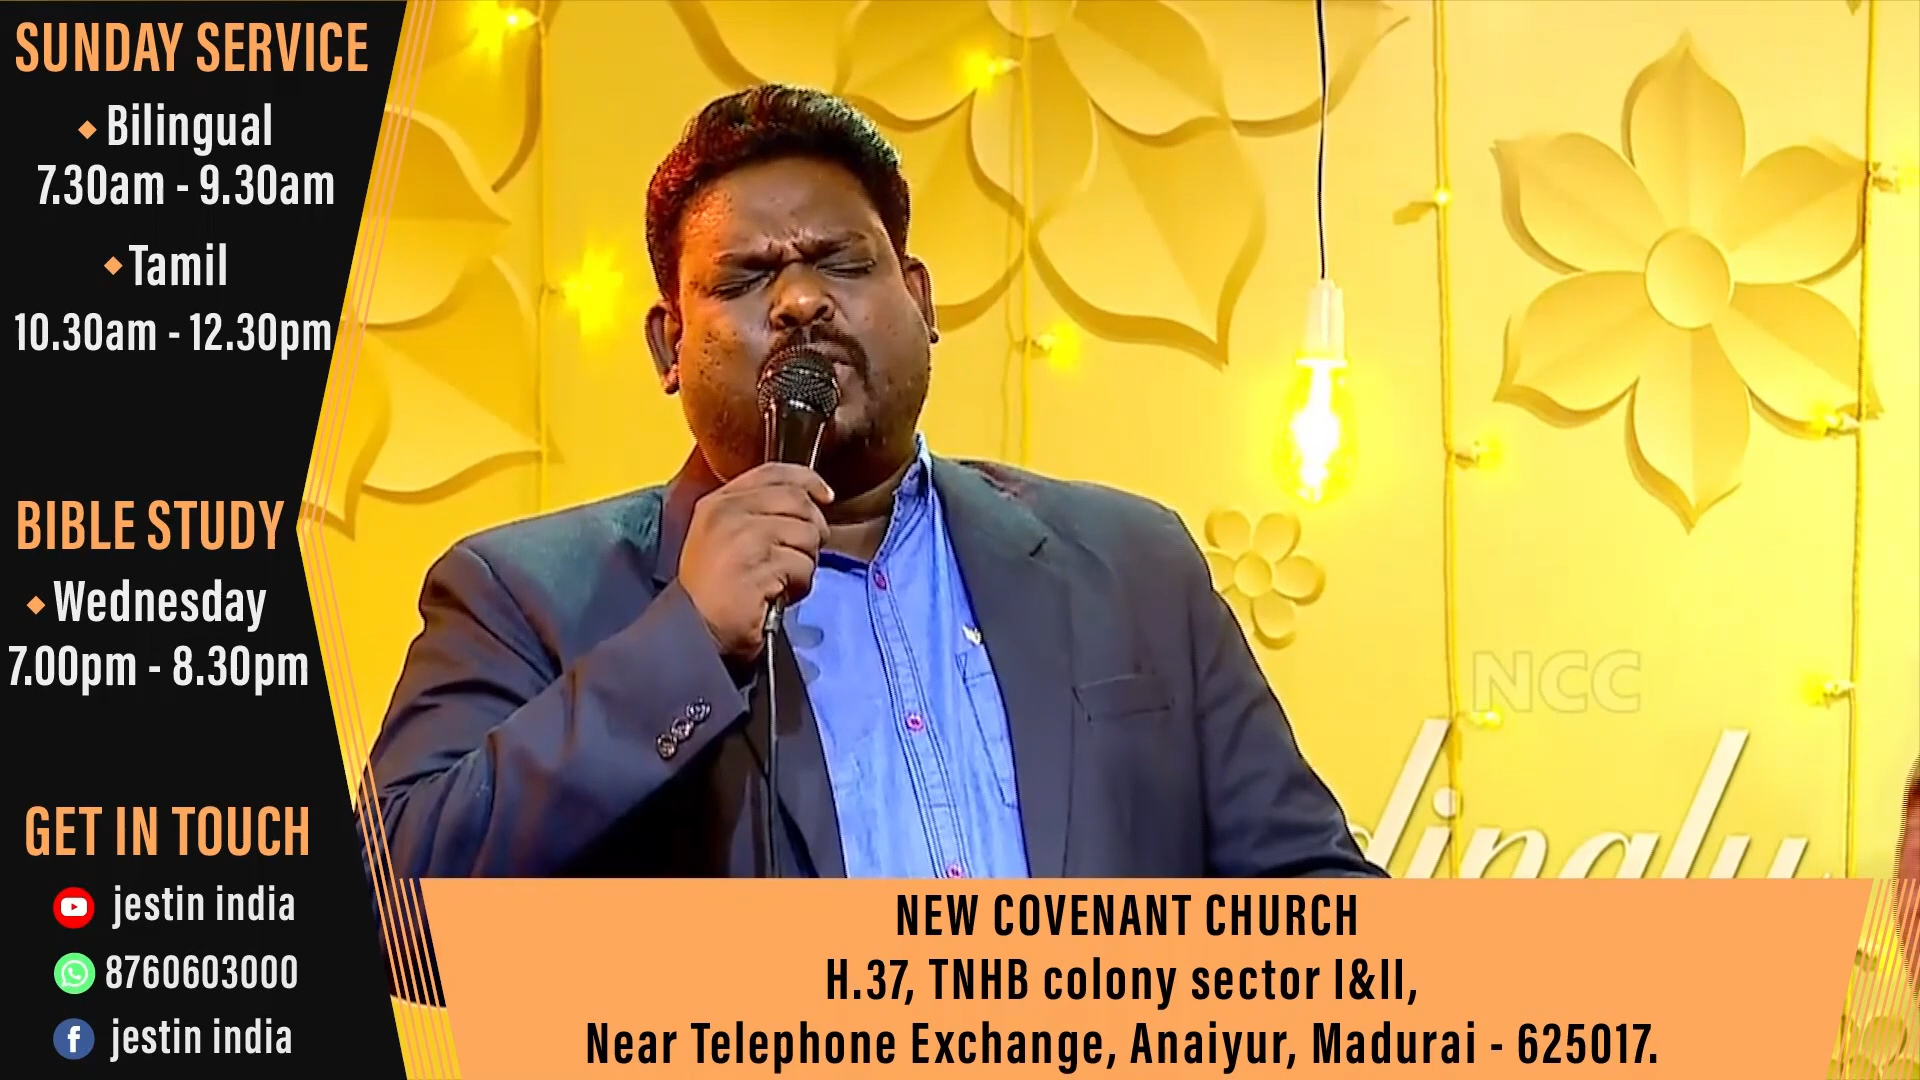 SUNDAY SERVICE
Bilingual
7.30am - 9.30am
Tamil
10.30am - 12.30pm
BIBLE STUDY
Wednesday
7.00pm - 8.30pm
GET IN TOUCH
jestin india
8760603000
jestin india
NCC
dingly
NEW COVENANT CHURCH
H.37, TNHB colony sector I&II,
Near Telephone Exchange, Anaiyur, Madurai - 625017.